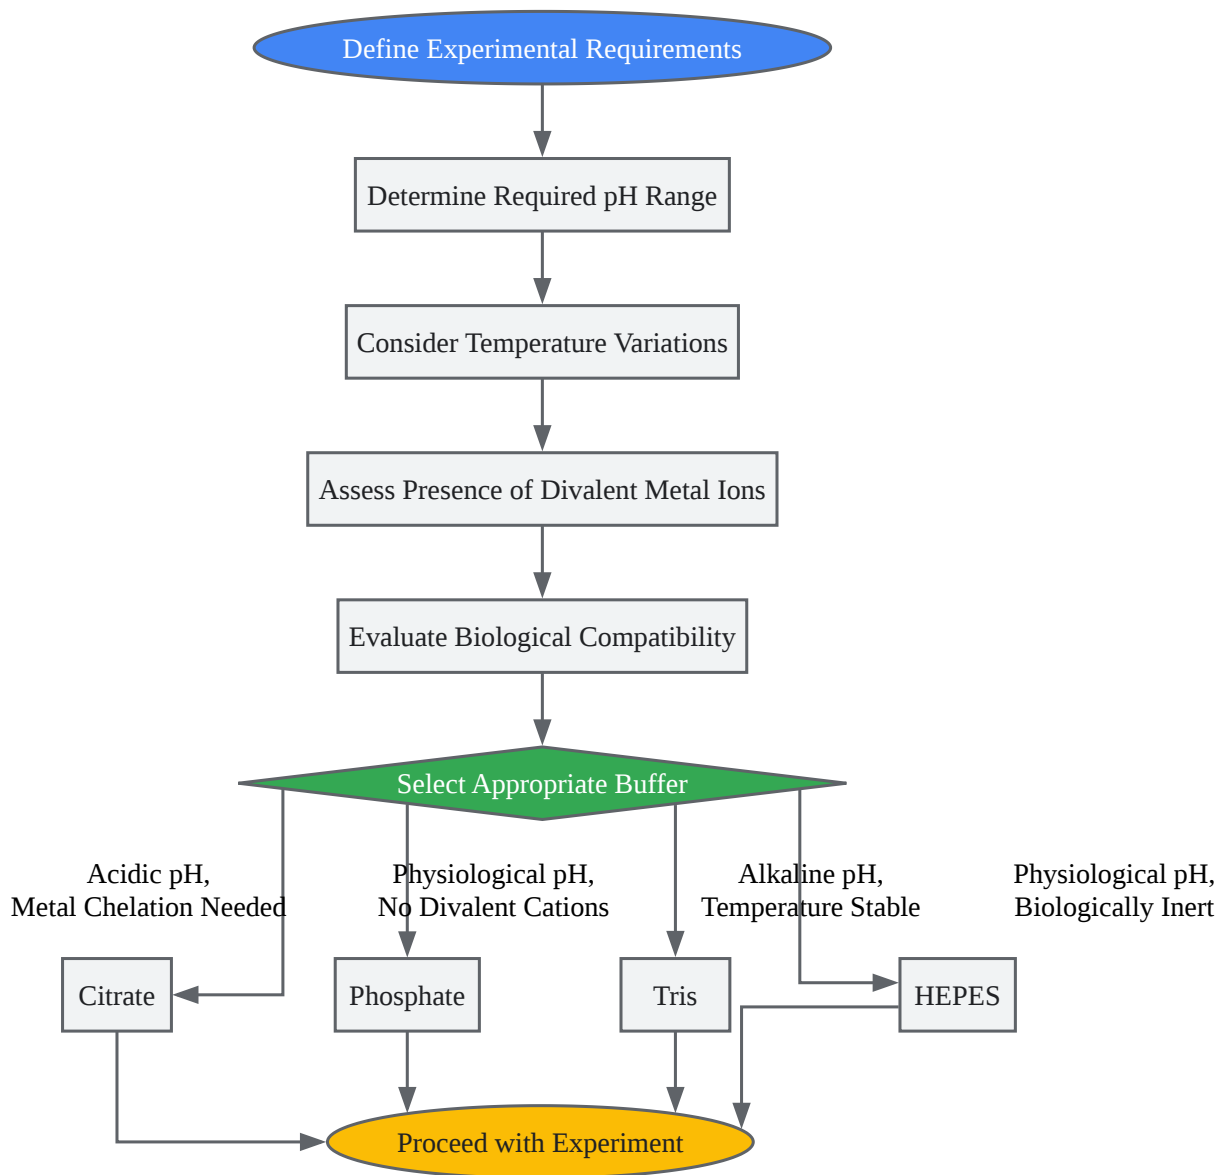 Define Experimental Requirements
Determine Required pH Range
Consider Temperature Variations
Assess Presence of Divalent Metal Ions
Evaluate Biological Compatibility
Select Appropriate Buffer
Acidic pH,
Metal Chelation Needed
Physiological pH,
No Divalent Cations
Alkaline pH,
Temperature Stable
Physiological pH,
Biologically Inert
Citrate
Phosphate
Tris
HEPES
Proceed with Experiment